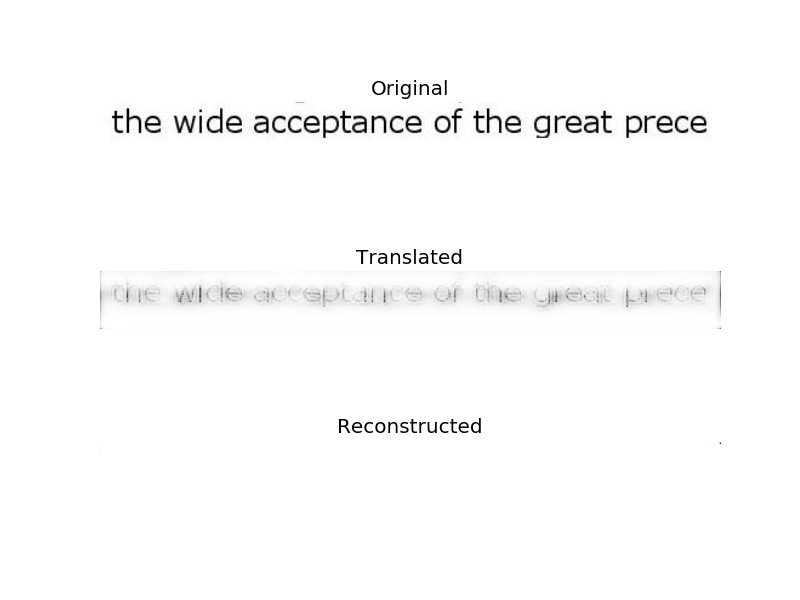 Original
the wide acceptance of the great prece
Translated
the wide acceptance of the great prece
Reconstructed